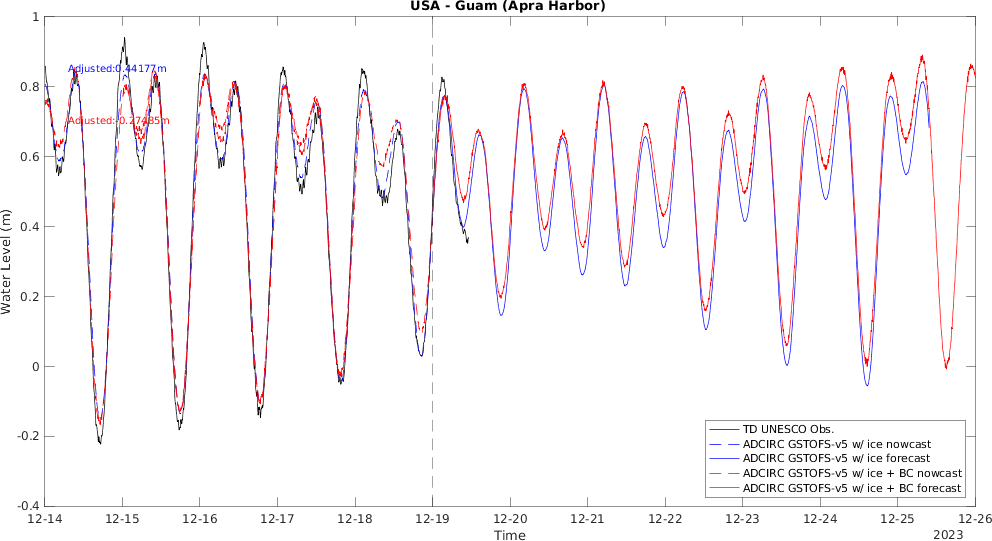 USA - Guam (Apra Harbor)
1
0.8
0.6
0.4
0.2
0
-0.2
-0.4
Water Level (m)
Adjusted:0.44177m
Adjusted:-0.27485m
TD UNESCO Obs.
ADCIRC GSTOFS-v5 w/ ice nowcast
ADCIRC GSTOFS-v5 w/ ice forecast
ADCIRC GSTOFS-v5 w/ ice + BC nowcast
ADCIRC GSTOFS-v5 w/ ice + BC forecast
12-14 12-15 12-16 12-17 12-18 12-19 12-20 12-21 12-22 12-23 12-24 12-25 12-26
Time
2023